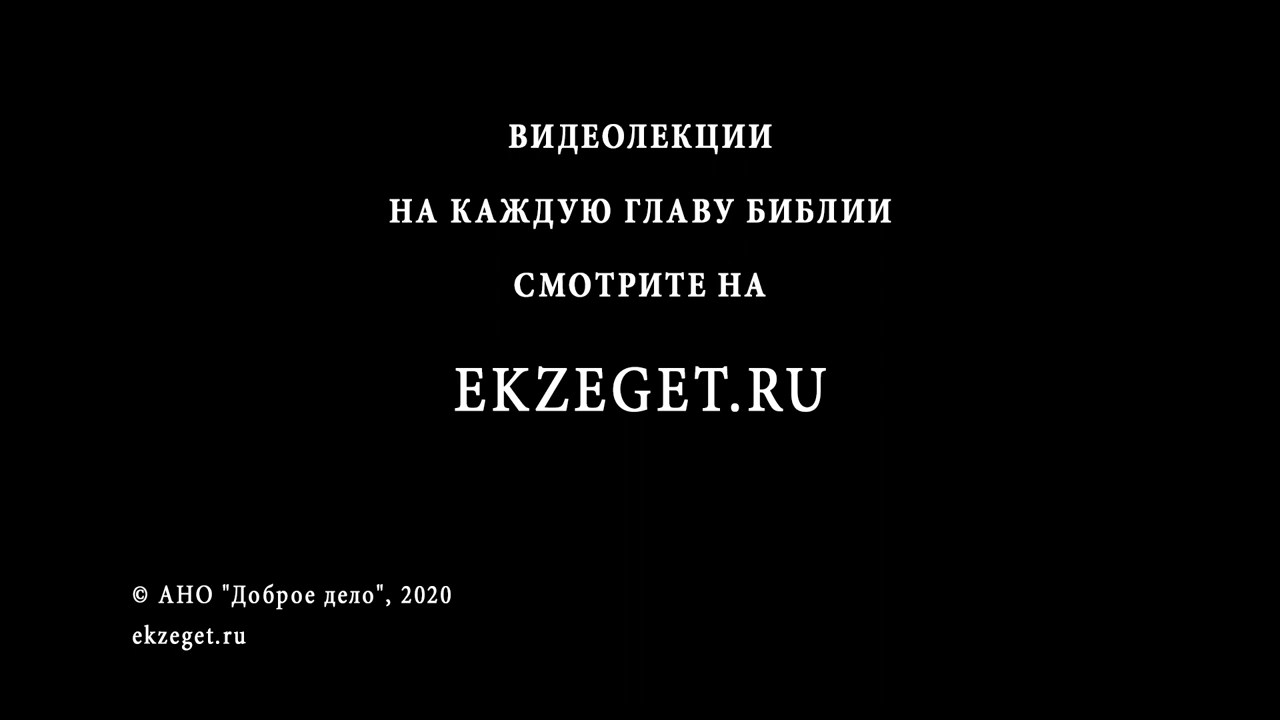 ВИДЕОЛЕКЦИИ
НА КАЖДУЮ ГЛАВУ БИБЛИИ
СМОТРИТЕ НА
EKZEGET.RU
© АНО "Доброе дело", 2020
ekzeget.ru